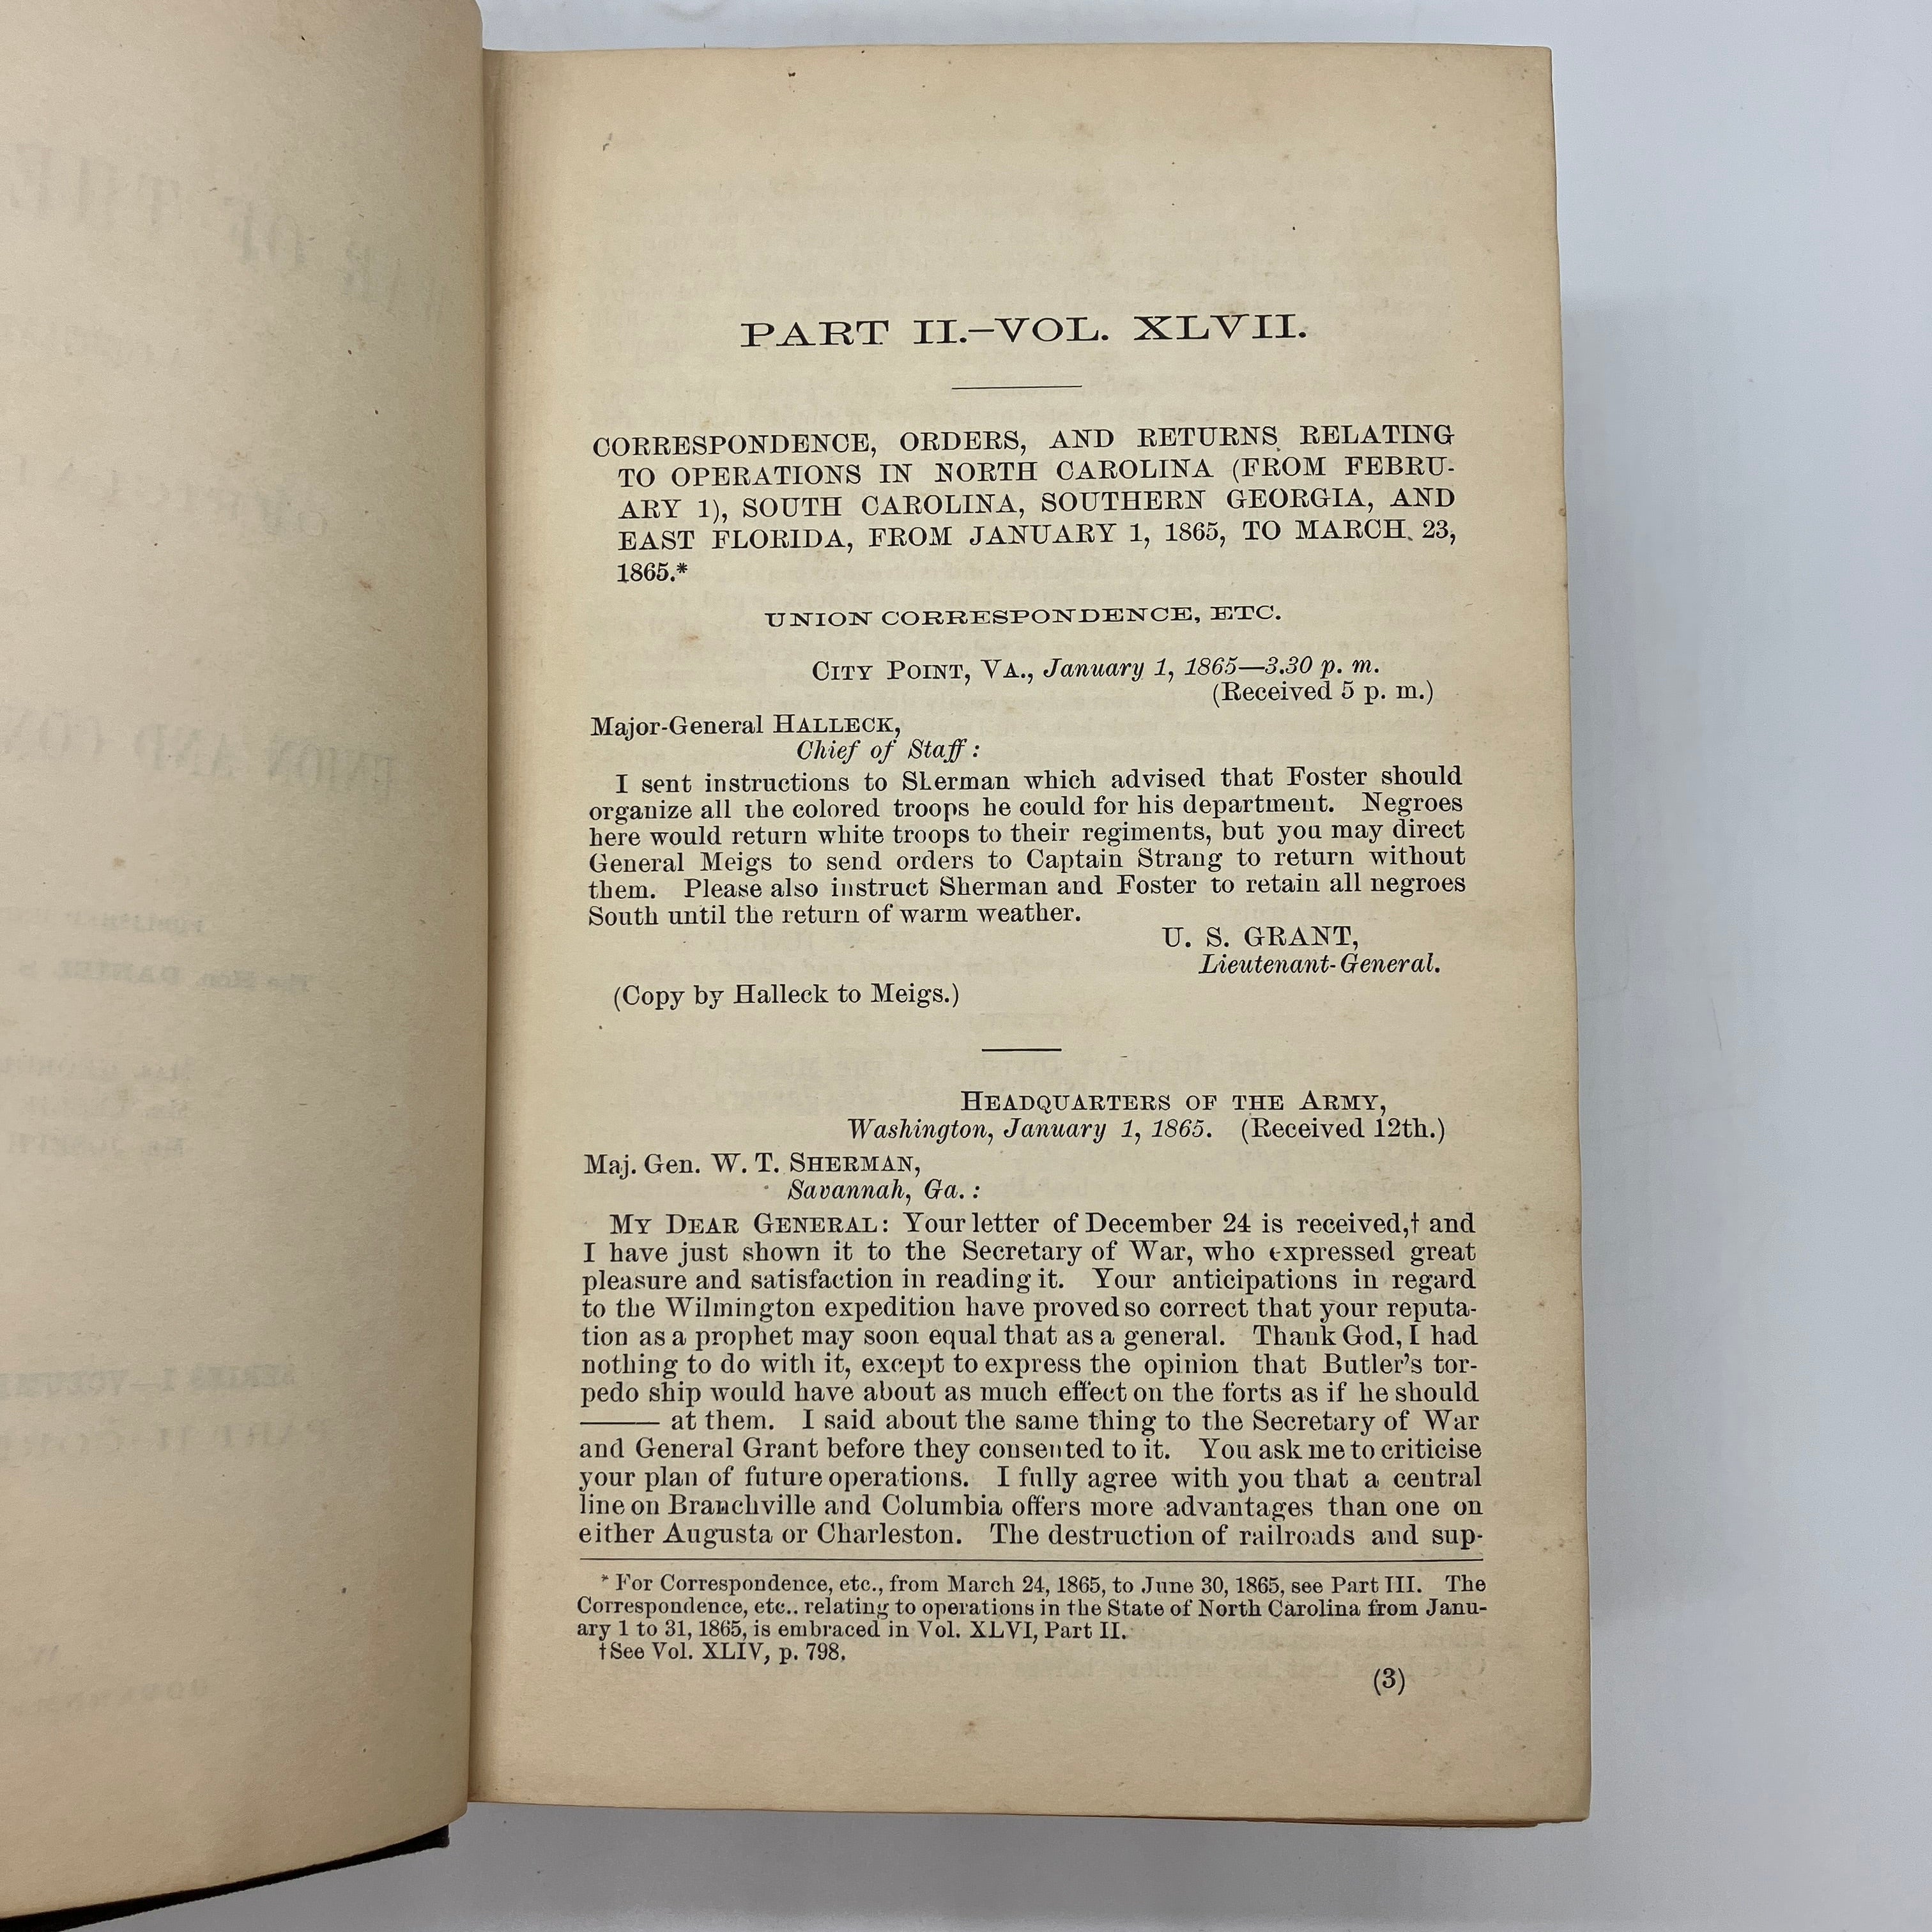 PART II.–VOL. XLVII.
CORRESPONDENCE, ORDERS, AND RETURNS RELATING
TO OPERATIONS IN NORTH CAROLINA (FROM FEBRU-
ARY 1), SOUTH CAROLINA, SOUTHERN GEORGIA, AND
EAST FLORIDA, FROM JANUARY 1, 1865, TO MARCH 23,
1865.*
UNION CORRESPONDENCE, ETC.
CITY POINT, VA., January 1, 1865—3.30 p. m.
(Received 5 p. m.)
Major-General HALLECK,
Chief of Staff:
I sent instructions to Sherman which advised that Foster should
organize all the colored troops he could for his department. Negroes
here would return white troops to their regiments, but you may direct
General Meigs to send orders to Captain Strang to return without
them. Please also instruct Sherman and Foster to retain all negroes
South until the return of warm weather.
U. S. GRANT,
Lieutenant-General.
(Copy by Halleck to Meigs.)
HEADQUARTERS OF THE ARMY,
Washington, January 1, 1865. (Received 12th.)
Maj. Gen. W. T. SHERMAN,
Savannah, Ga.:
MY DEAR GENERAL: Your letter of December 24 is received,† and
I have just shown it to the Secretary of War, who expressed great
pleasure and satisfaction in reading it. Your anticipations in regard
to the Wilmington expedition have proved so correct that your reputa-
tion as a prophet may soon equal that as a general. Thank God, I had
nothing to do with it, except to express the opinion that Butler's tor-
pedo ship would have about as much effect on the forts as if he should
——— at them. I said about the same thing to the Secretary of War
and General Grant before they consented to it. You ask me to criticise
your plan of future operations. I fully agree with you that a central
line on Branchville and Columbia offers more advantages than one on
either Augusta or Charleston. The destruction of railroads and sup-
* For Correspondence, etc., from March 24, 1865, to June 30, 1865, see Part III. The
Correspondence, etc.. relating to operations in the State of North Carolina from Janu-
ary 1 to 31, 1865, is embraced in Vol. XLVI, Part II.
† See Vol. XLIV, p. 798.
(3)